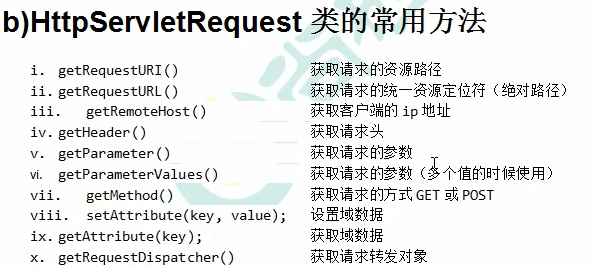 b)HttpServletRequest 类的常用方法
i. getRequestURI() 获取请求的资源路径
ii. getRequestURL() 获取请求的统一资源定位符（绝对路径）
iii. getRemoteHost() 获取客户端的 ip 地址
iv. getHeader() 获取请求头
v. getParameter() 获取请求的参数
vi. getParameterValues() 获取请求的参数（多个值的时候使用）
vii. getMethod() 获取请求的方式 GET 或 POST
viii. setAttribute(key, value); 设置域数据
ix. getAttribute(key); 获取域数据
x. getRequestDispatcher() 获取请求转发对象